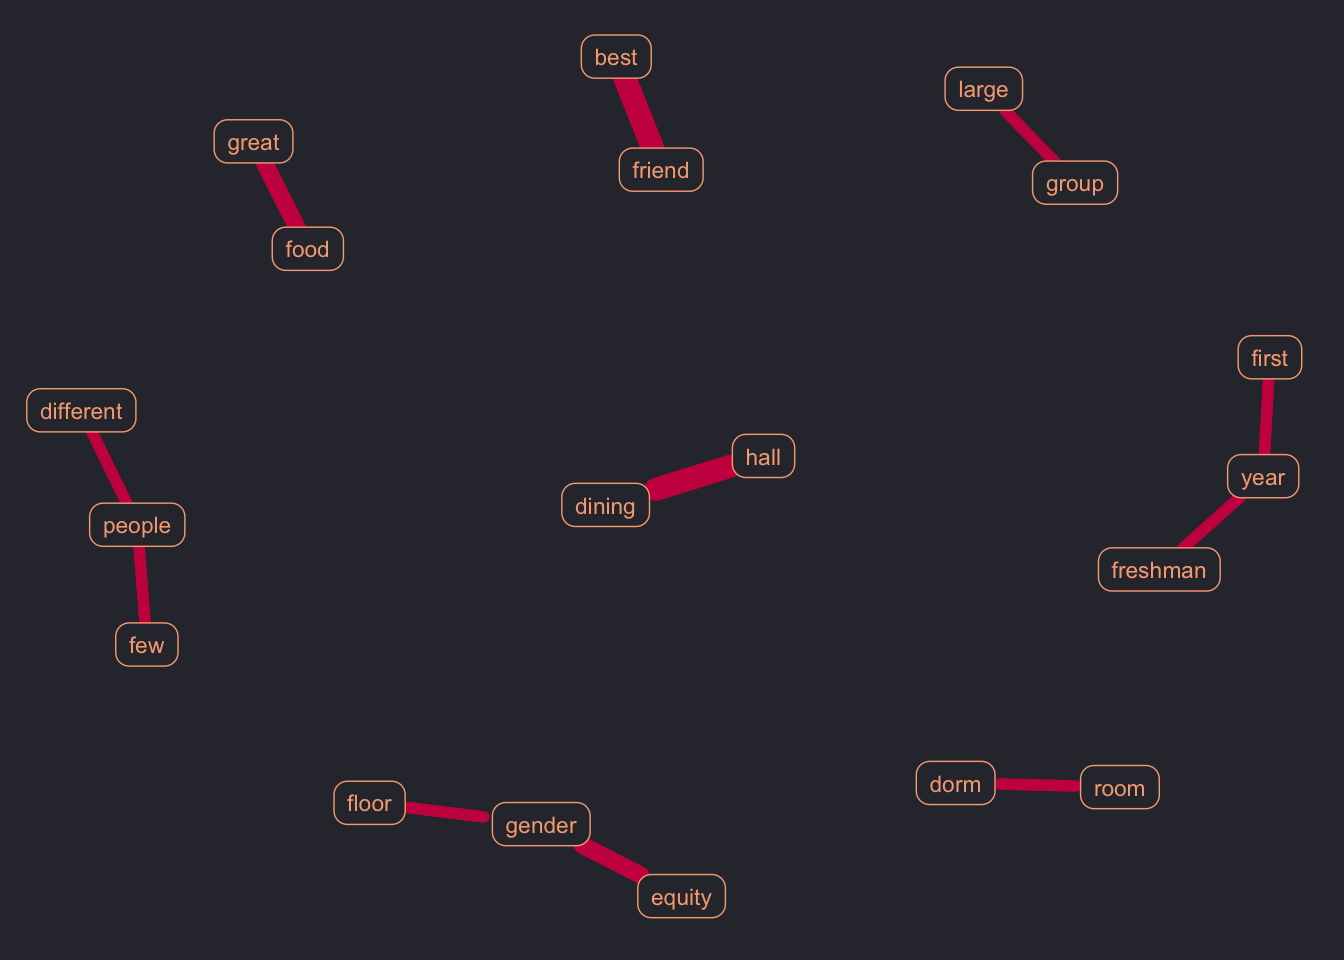 best
large
great
friend
group
food
first
different
hall
year
dining
people
freshman
few
dorm
room
floor
gender
equity